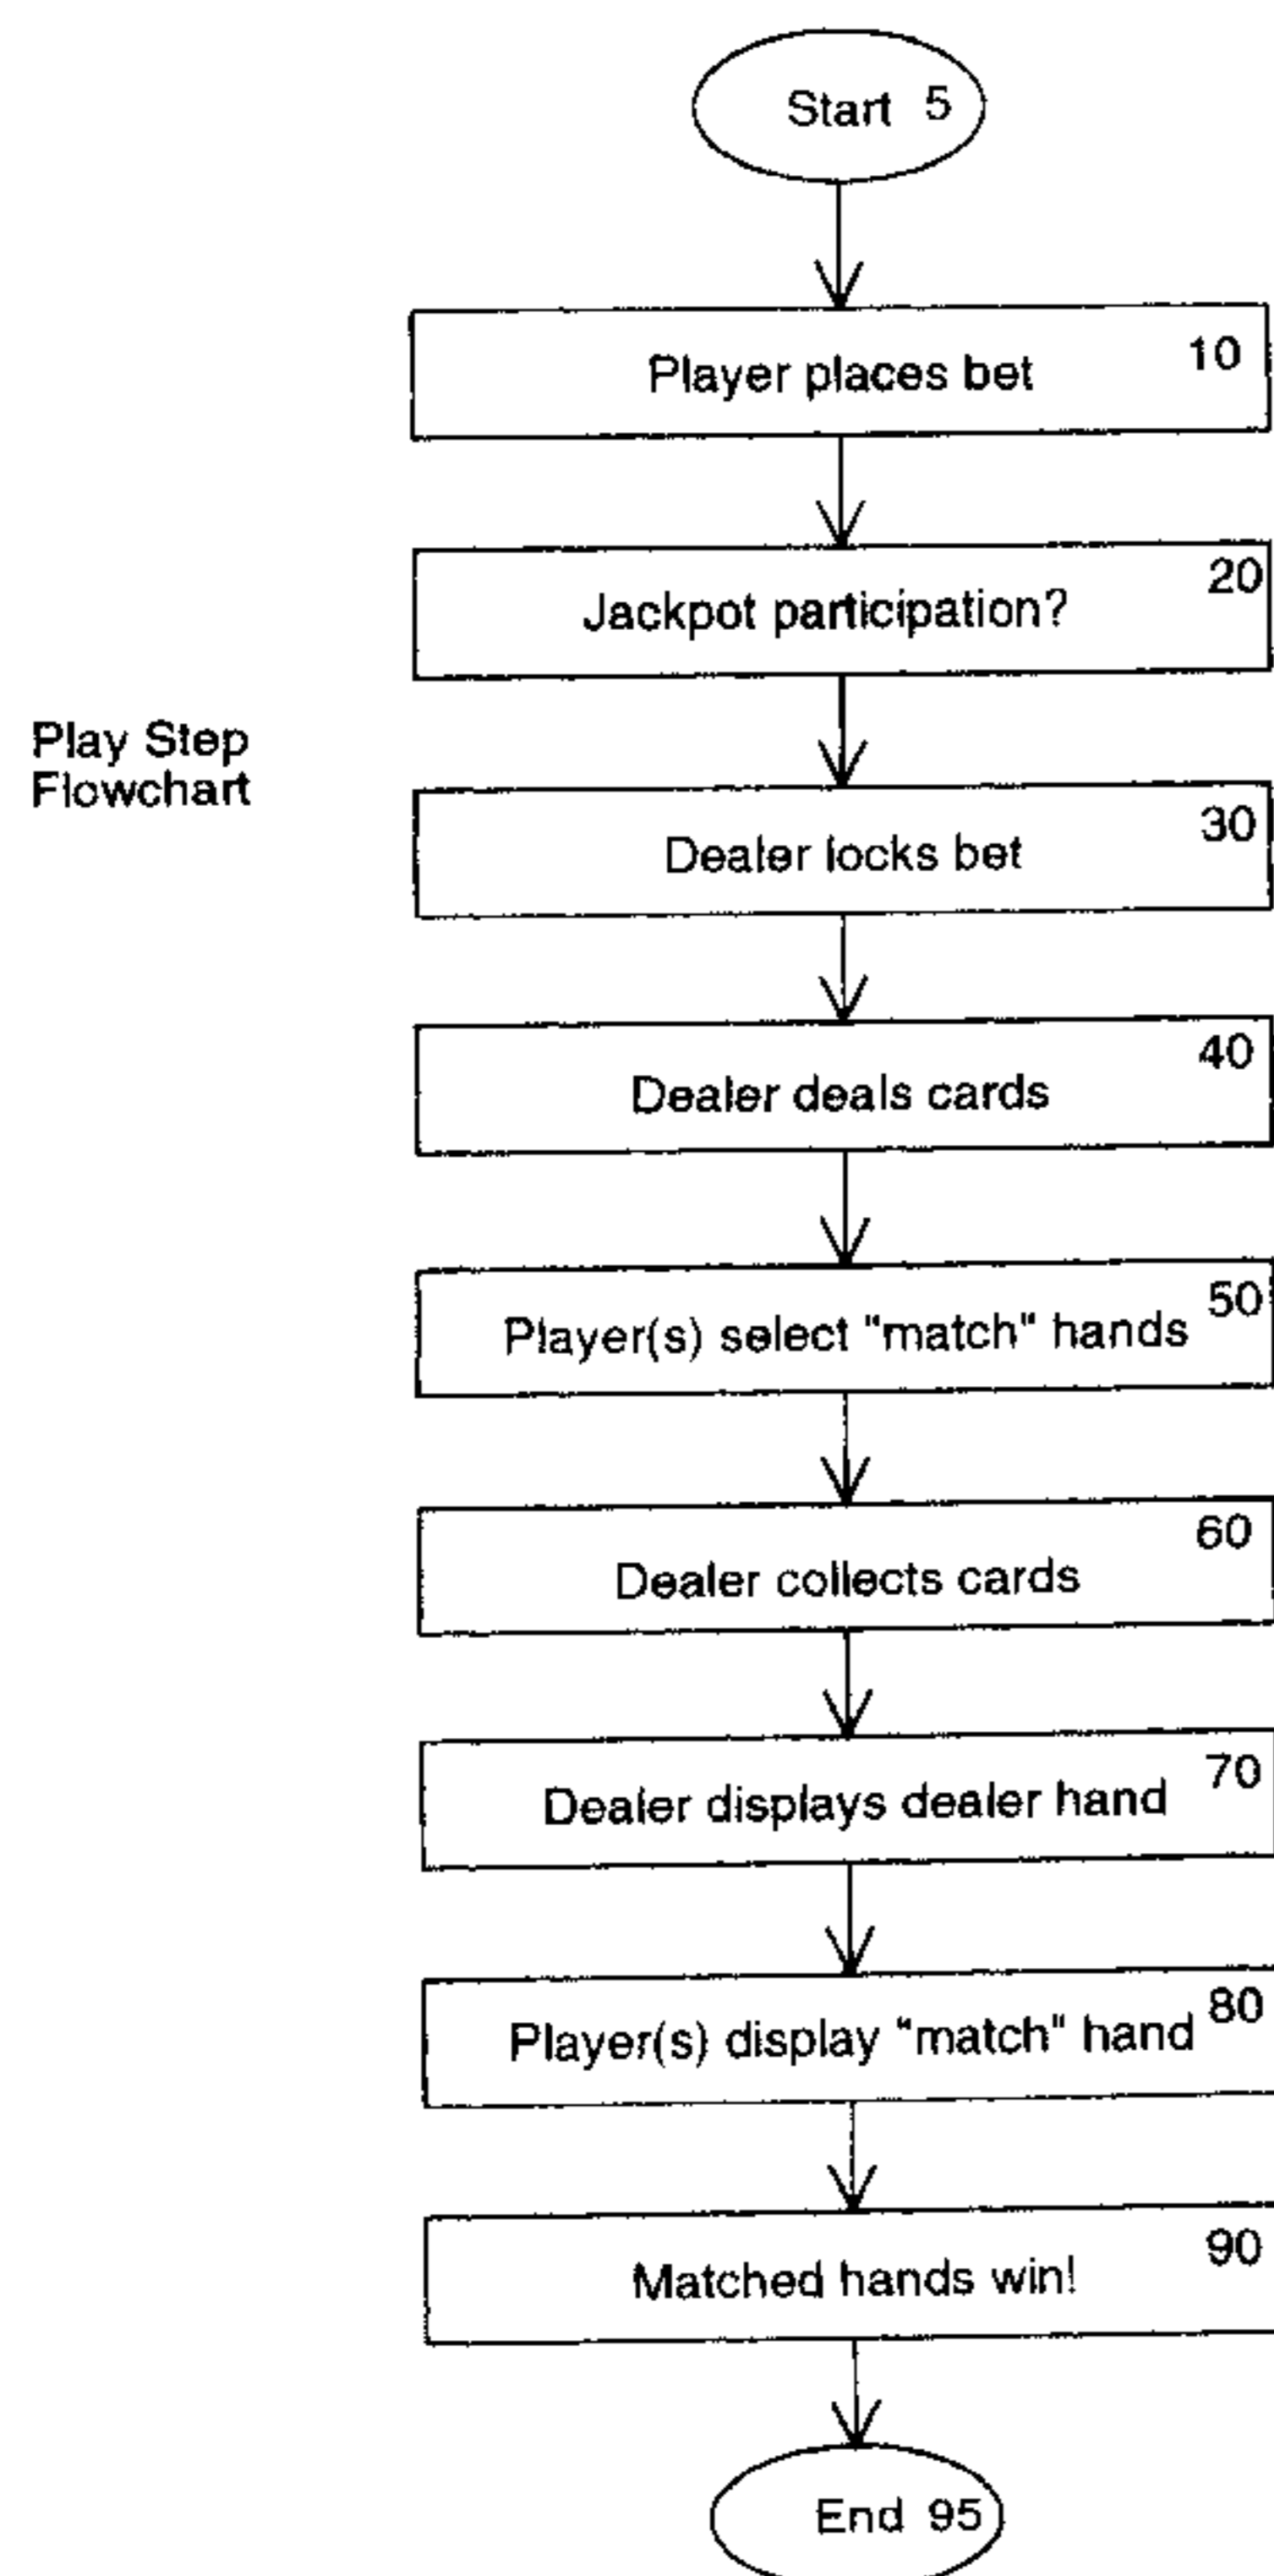 Start 5
Player places bet 10
Jackpot participation? 20
Play Step
Flowchart
Dealer locks bet 30
Dealer deals cards 40
Player(s) select "match" hands 50
Dealer collects cards 60
Dealer displays dealer hand 70
Player(s) display "match" hand 80
Matched hands win! 90
End 95